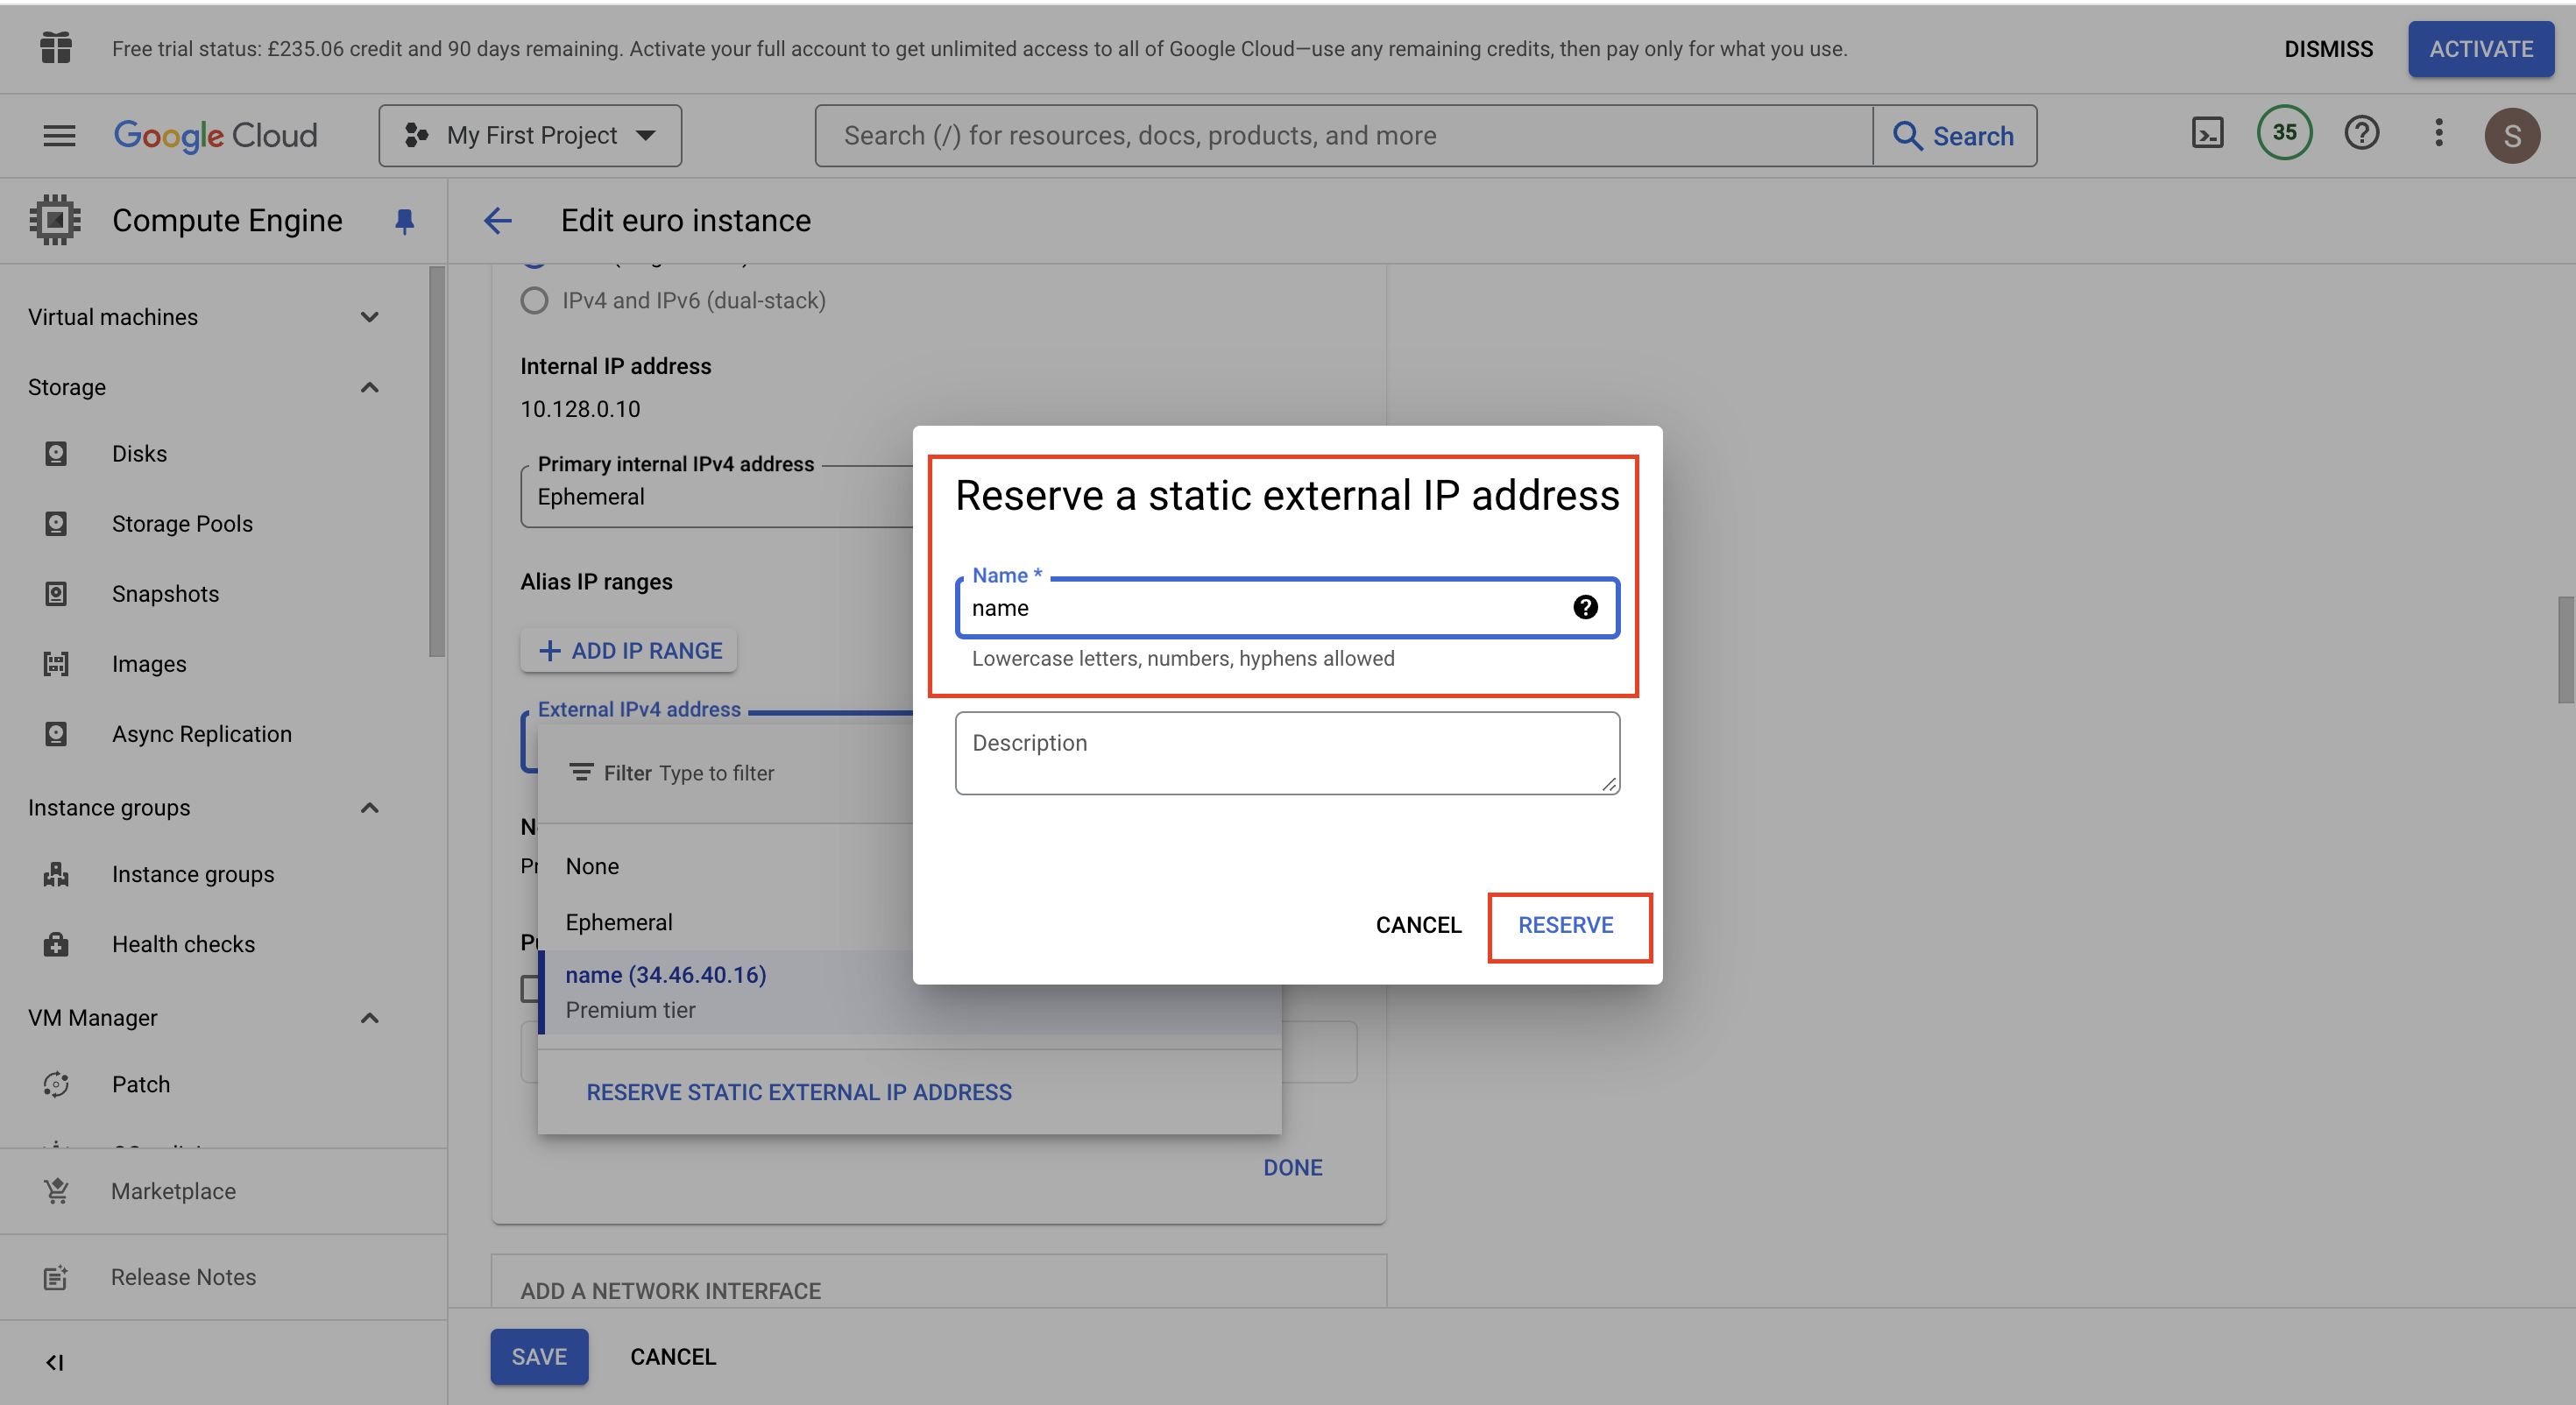 Free trial status: £235.06 credit and 90 days remaining. Activate your full account to get unlimited access to all of Google Cloud—use any remaining credits, then pay only for what you use.
DISMISS
ACTIVATE
Google Cloud
My First Project
Search (/) for resources, docs, products, and more
Search
35
S
Compute Engine
Edit euro instance
Virtual machines
Storage
Disks
Storage Pools
Snapshots
Images
Async Replication
Instance groups
Instance groups
Health checks
VM Manager
Patch
Marketplace
Release Notes
IPv4 and IPv6 (dual-stack)
Internal IP address
10.128.0.10
Primary internal IPv4 address
Ephemeral
Alias IP ranges
ADD IP RANGE
External IPv4 address
Filter Type to filter
None
Ephemeral
name (34.46.40.16)
Premium tier
RESERVE STATIC EXTERNAL IP ADDRESS
DONE
ADD A NETWORK INTERFACE
SAVE
CANCEL
Reserve a static external IP address
Name *
name
Lowercase letters, numbers, hyphens allowed
Description
CANCEL
RESERVE